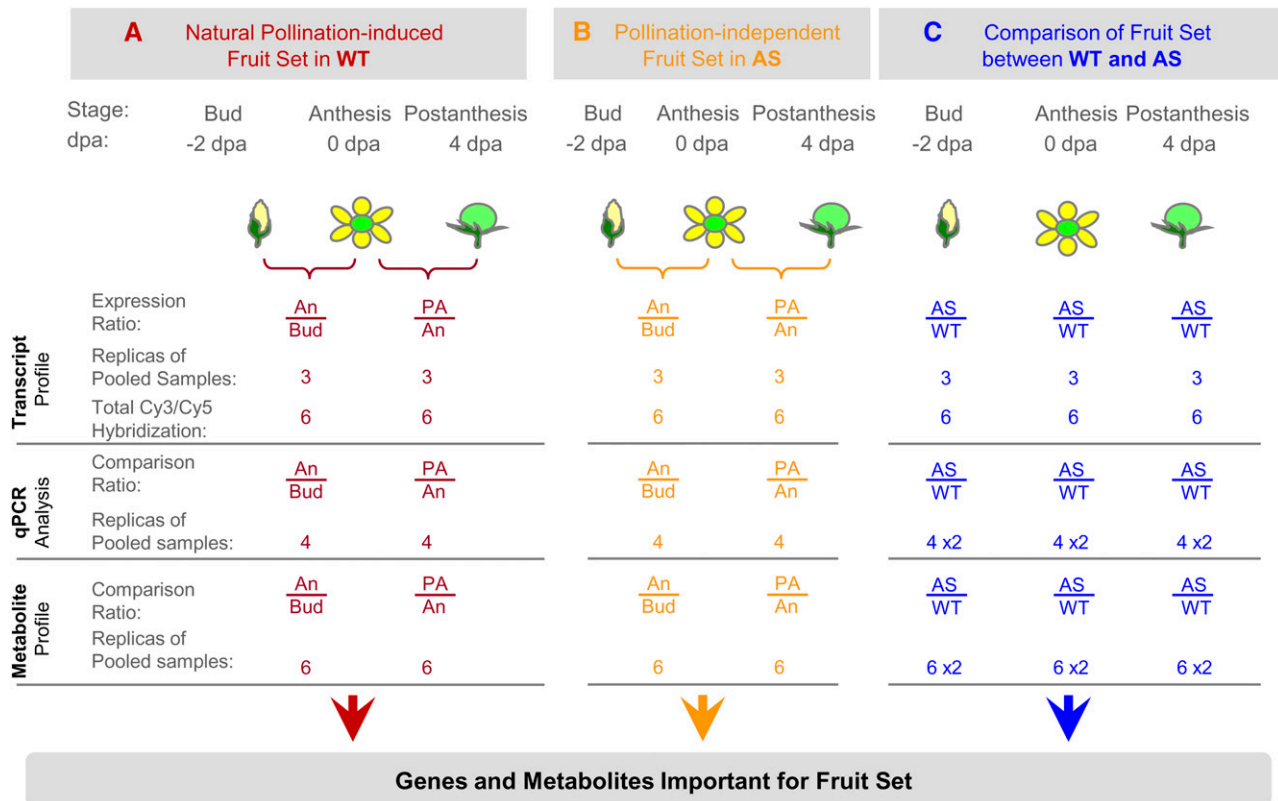 A Natural Pollination-induced
Fruit Set in WT
B Pollination-independent
Fruit Set in AS
C Comparison of Fruit Set
between WT and AS
Stage: Bud Anthesis Postanthesis Bud Anthesis Postanthesis Bud Anthesis Postanthesis
dpa: -2 dpa 0 dpa 4 dpa -2 dpa 0 dpa 4 dpa -2 dpa 0 dpa 4 dpa
Transcript
Profile
Expression
Ratio:
An PA An PA AS AS AS
Bud An Bud An WT WT WT
Replicas of
Pooled Samples: 3 3 3 3 3 3 3
Total Cy3/Cy5
Hybridization: 6 6 6 6 6 6 6
qPCR
Analysis
Comparison
Ratio:
An PA An PA AS AS AS
Bud An Bud An WT WT WT
Replicas of
Pooled samples: 4 4 4 4 4 x2 4 x2 4 x2
Metabolite
Profile
Comparison
Ratio:
An PA An PA AS AS AS
Bud An Bud An WT WT WT
Replicas of
Pooled samples: 6 6 6 6 6 x2 6 x2 6 x2
Genes and Metabolites Important for Fruit Set